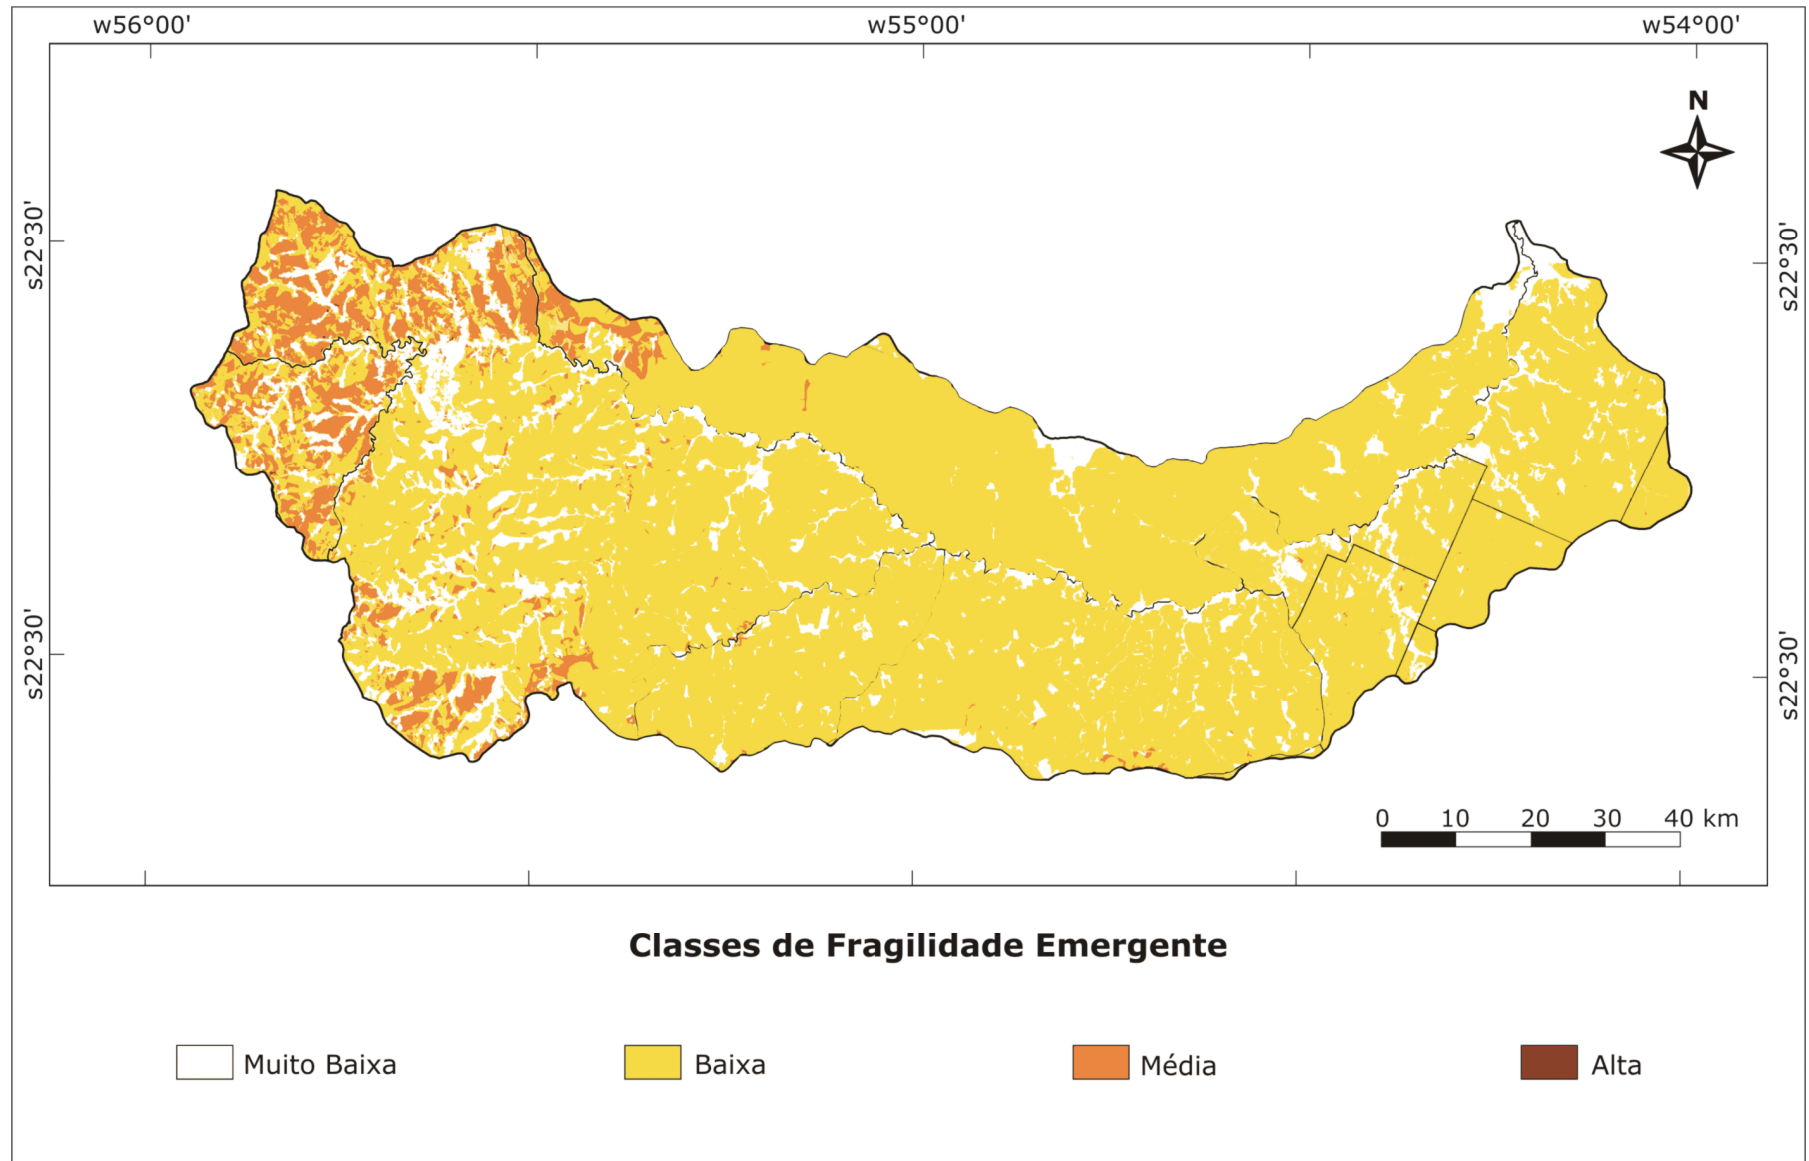 w56°00' w55°00' w54°00'
N
s22°30' s22°30'
s22°30' s22°30'
0 10 20 30 40 km
Classes de Fragilidade Emergente
Muito Baixa Baixa Média Alta